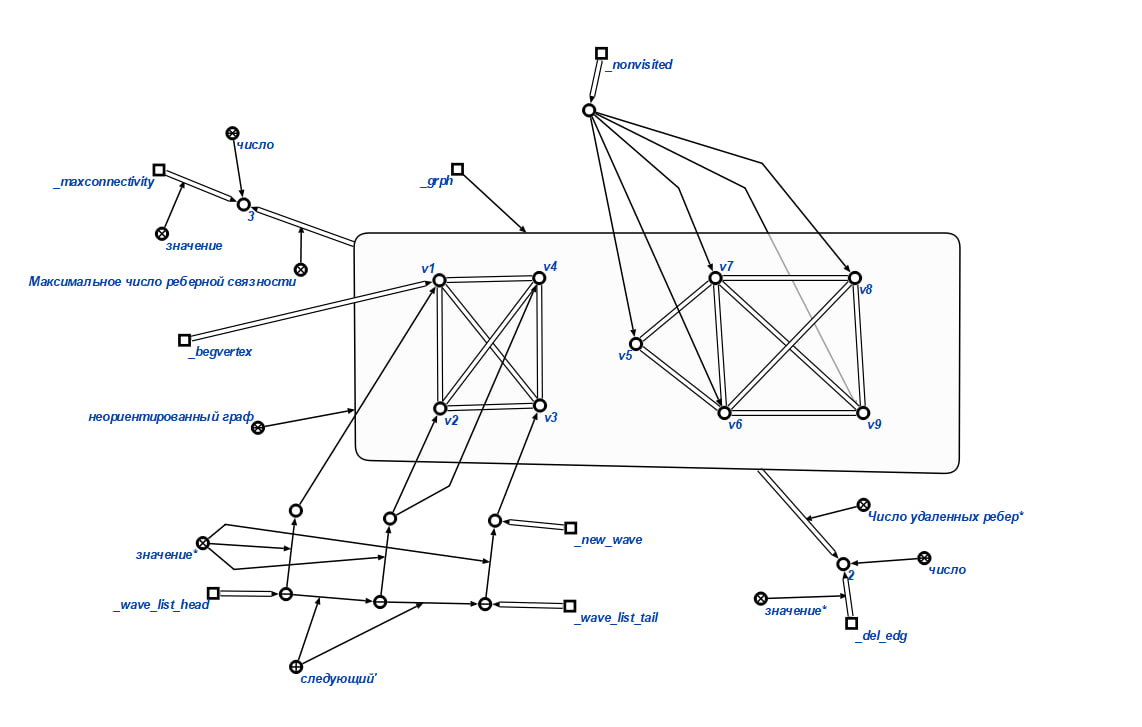 _nonvisited
число
_maxconnectivity
_grph
3
значение
v1
v4
v7
Максимальное число реберной связности
v8
_begvertex
v5
неориентированный граф
v2
v3
v6
v9
Число удаленных ребер*
_new_wave
значение*
2
число
_wave_list_head
значение*
_wave_list_tail
_del_edg
следующий'